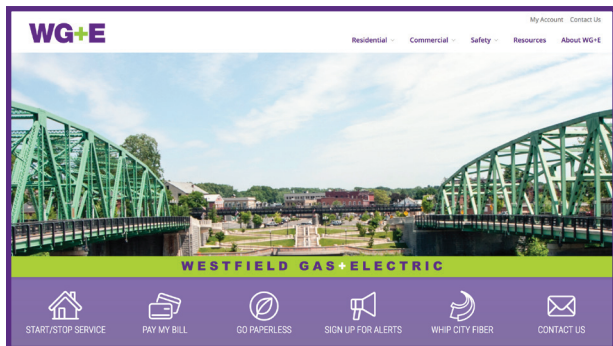 My Account Contact Us
WG+E
Residential Commercial Safety Resources About WG+E
WESTFIELD GAS+ELECTRIC
START/STOP SERVICE PAY MY BILL GO PAPERLESS SIGN UP FOR ALERTS WHIP CITY FIBER CONTACT US